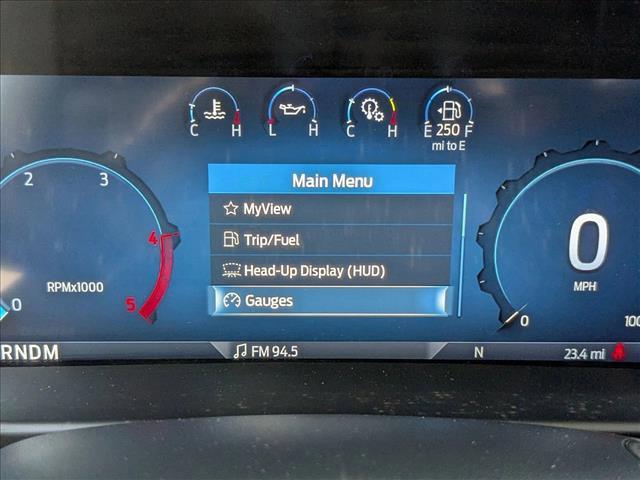 C H L H C H E 250 F
mi to E
Main Menu
MyView
Trip/Fuel
Head-Up Display (HUD)
Gauges
2 3 4 5 0
RPMx1000
0
MPH
0 100
RNDM
FM 94.5
N
23.4 mi